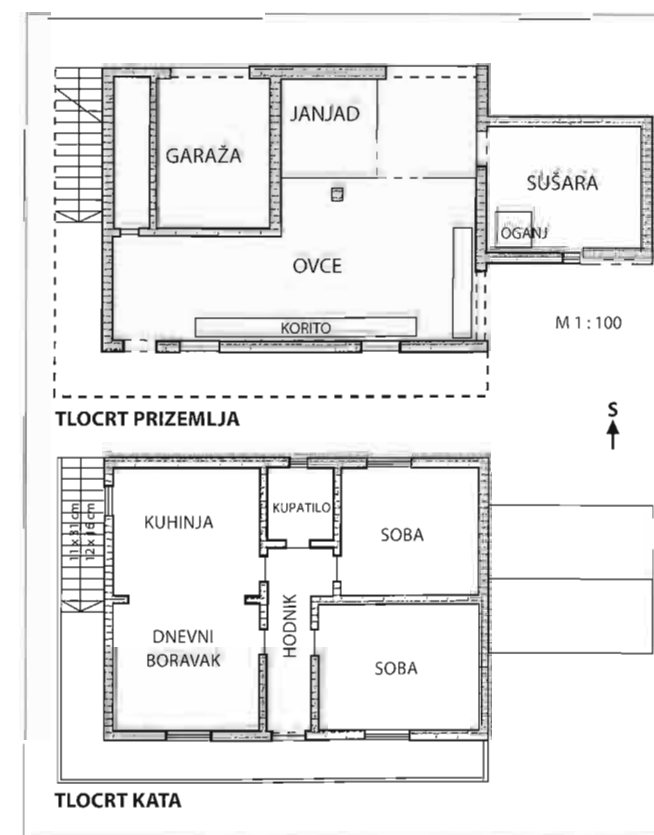 GARAŽA
JANJAD
SUŠARA
OGANJ
OVCE
KORITO
M 1 : 100
TLOCRT PRIZEMLJA
S
11 x 31 cm
12 x 16 cm
KUHINJA
KUPATILO
SOBA
HODNIK
DNEVNI
BORAVAK
SOBA
TLOCRT KATA